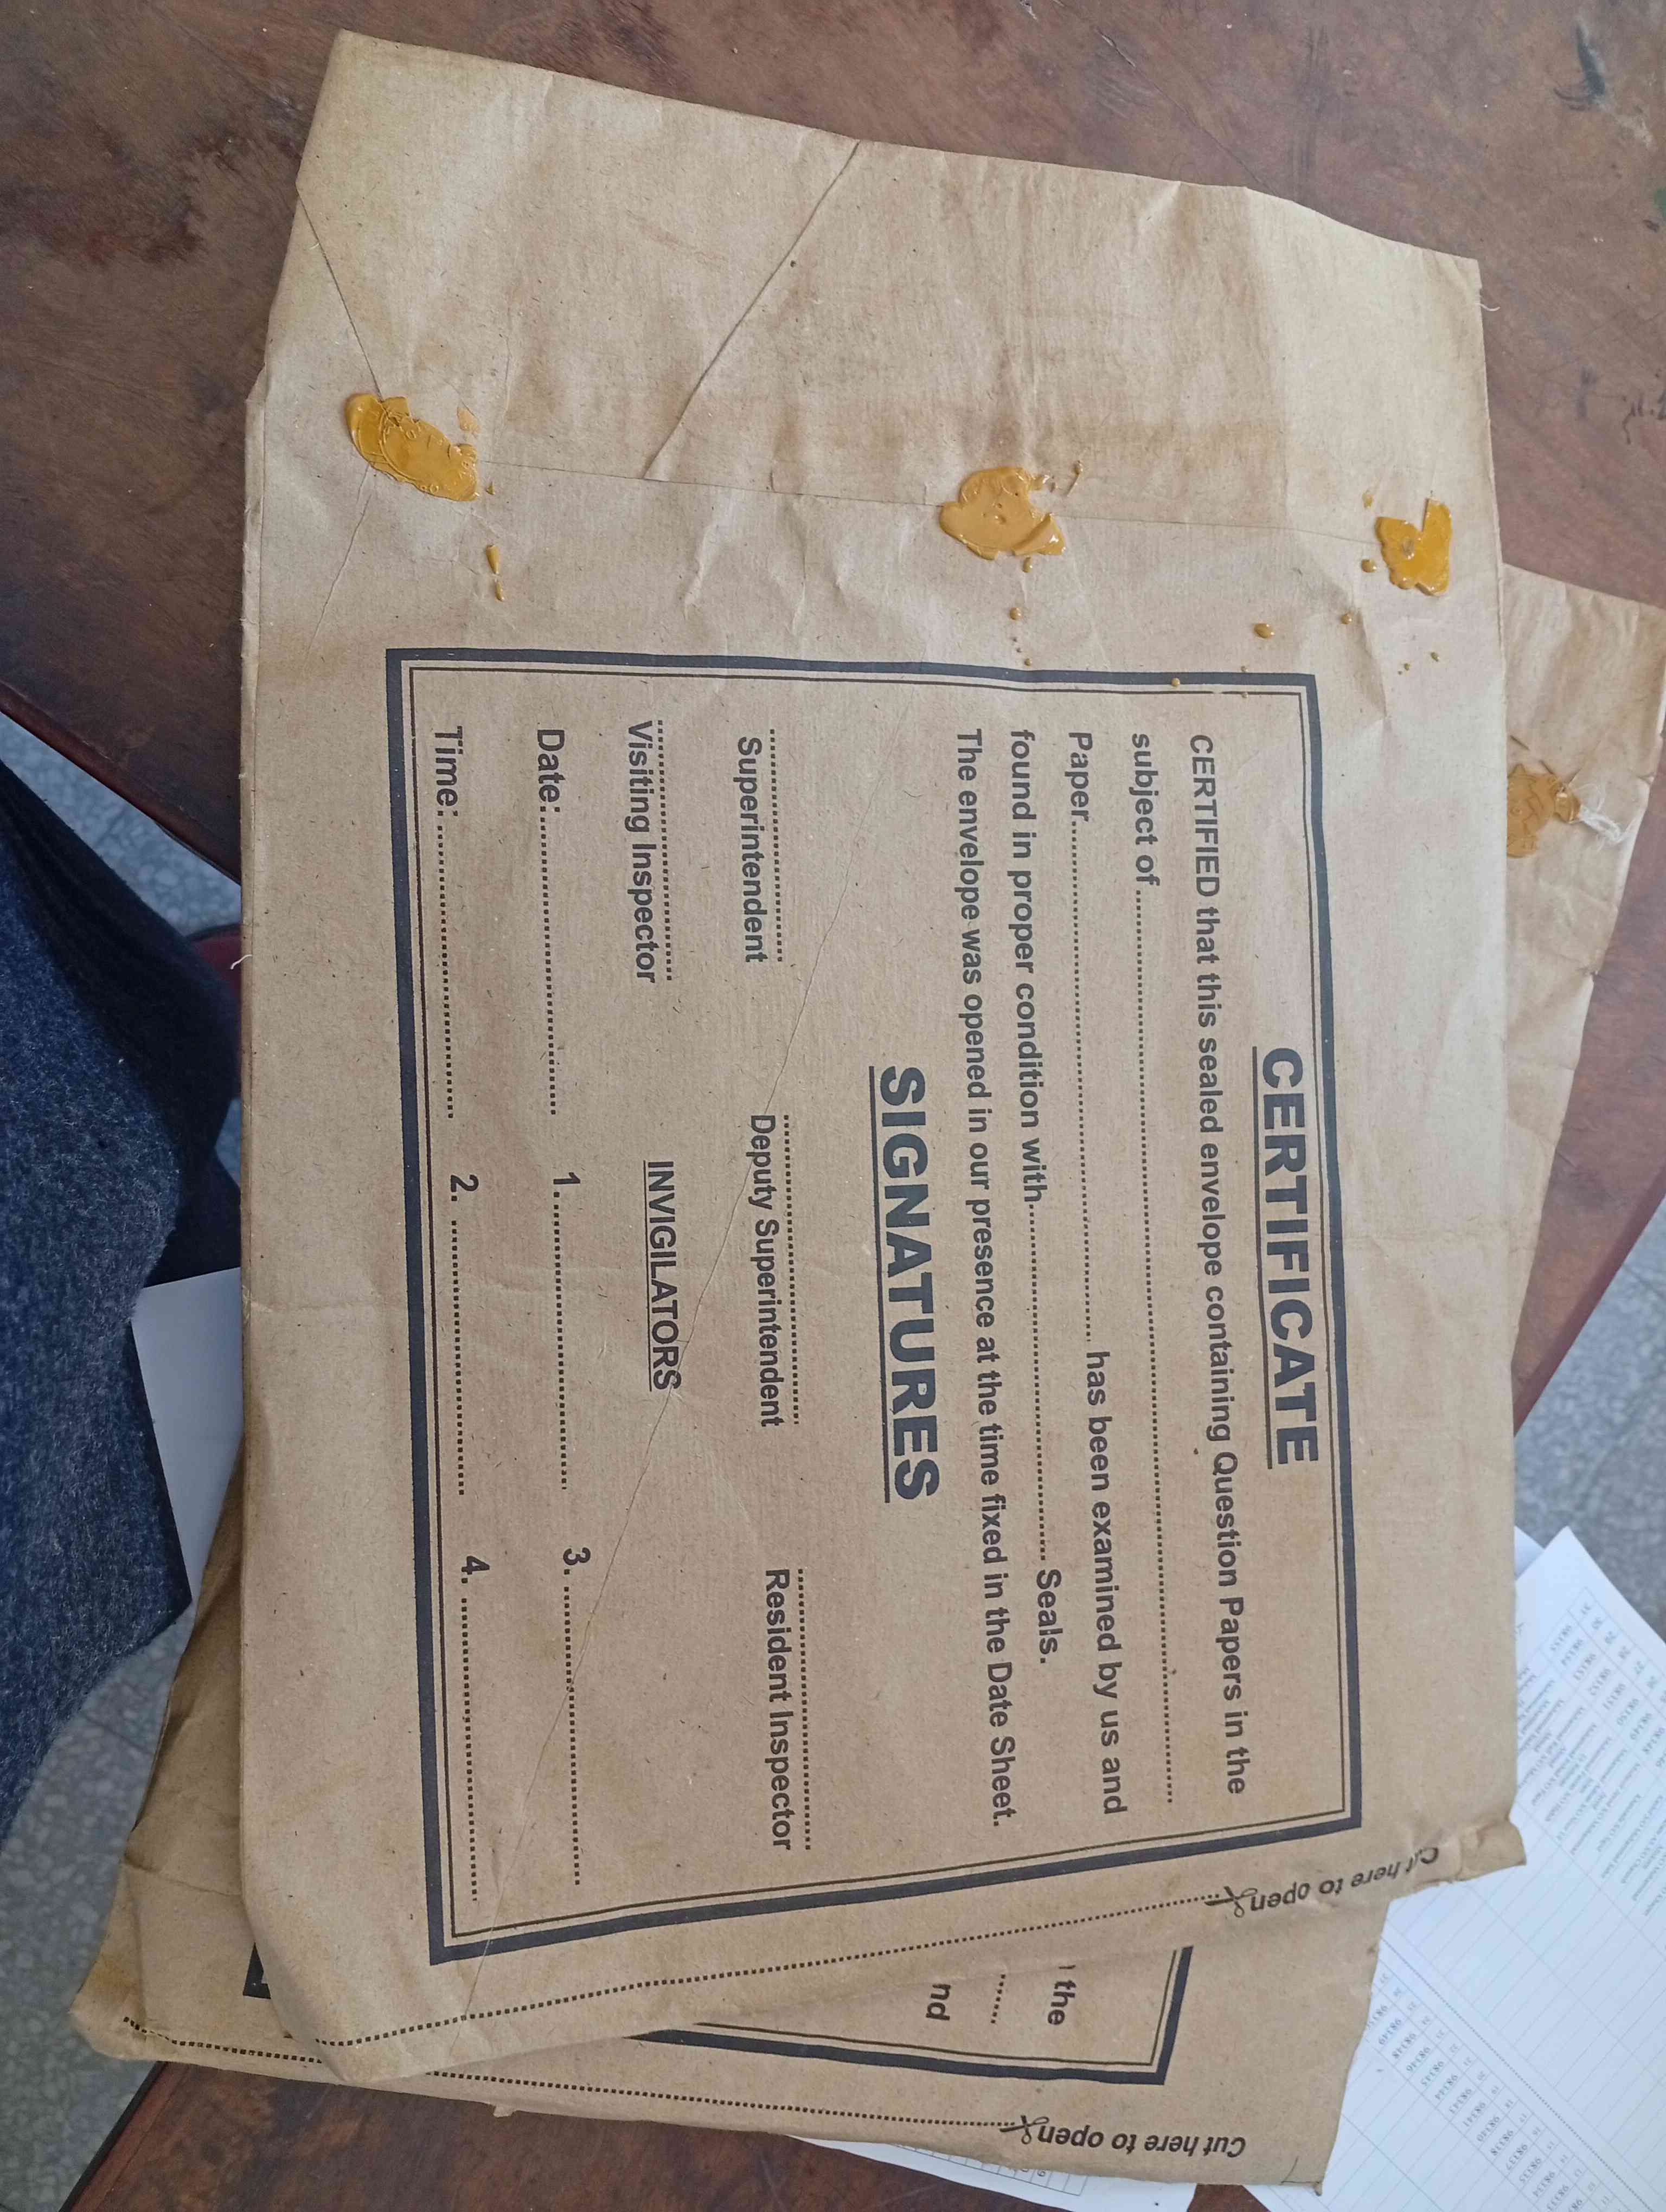 CERTIFICATE
CERTIFIED that this sealed envelope containing Question Papers in the
subject of ........................................
Paper........................................ has been examined by us and
found in proper condition with.............................. Seals.
The envelope was opened in our presence at the time fixed in the Date Sheet.
SIGNATURES
Superintendent Deputy Superintendent Resident Inspector
Visiting Inspector INVIGILATORS
Date:.............................. 1............................... 3. ..............................
Time: .............................. 2. .............................. 4. ..............................
Cut here to open
the
nd
Cut here to open